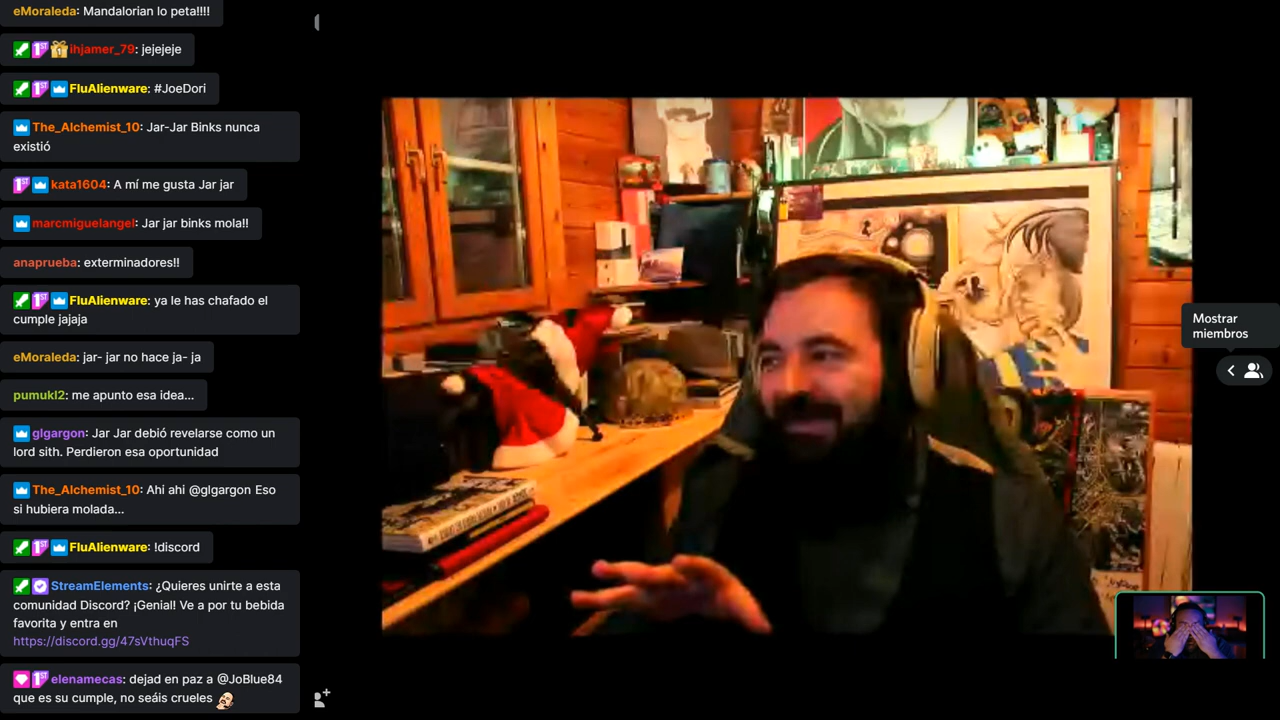 eMoraleda: Mandalorian lo peta!!!!
ihjamer_79: jejejeje
FluAlienware: #JoeDori
The_Alchemist_10: Jar-Jar Binks nunca
existió
kata1604: A mí me gusta Jar jar
marcmiguelangel: Jar jar binks mola!!
anaprueba: exterminadores!!
FluAlienware: ya le has chafado el
cumple jajaja
eMoraleda: jar- jar no hace ja- ja
pumukl2: me apunto esa idea...
glgargon: Jar Jar debió revelarse como un
lord sith. Perdieron esa oportunidad
The_Alchemist_10: Ahi ahi @glgargon Eso
si hubiera molada...
FluAlienware: !discord
StreamElements: ¿Quieres unirte a esta
comunidad Discord? ¡Genial! Ve a por tu bebida
favorita y entra en
https://discord.gg/47sVthuqFS
elenamecas: dejad en paz a @JoBlue84
que es su cumple, no seáis crueles
Mostrar
miembros